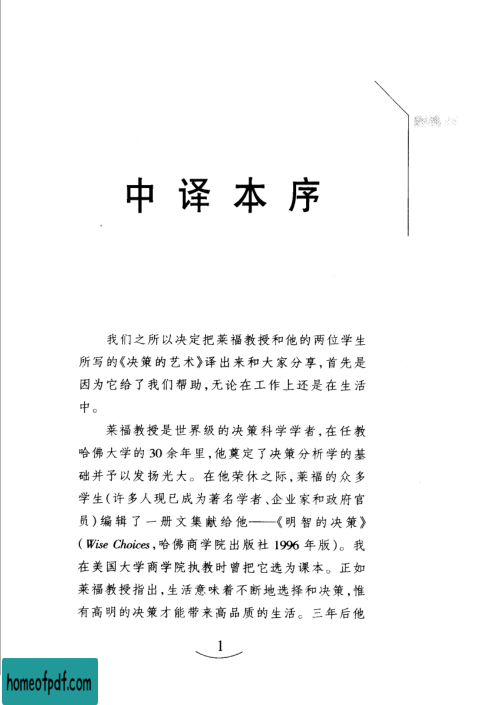 中译本序
我们之所以决定把莱福教授和他的两位学生
所写的《决策的艺术》译出来和大家分享,首先是
因为它给了我们帮助,无论在工作上还是在生活
中。
莱福教授是世界级的决策科学学者,在任教
哈佛大学的 30 余年里,他奠定了决策分析学的基
础并予以发扬光大。在他荣休之际,莱福的众多
学生(许多人现已成为著名学者、企业家和政府官
员)编辑了一册文集献给他——《明智的决策》
(Wise Choices,哈佛商学院出版社 1996 年版)。我
在美国大学商学院执教时曾把它选为课本。正如
莱福教授指出,生活意味着不断地选择和决策,惟
有高明的决策才能带来高品质的生活。三年后他
1
homeofpdf.com